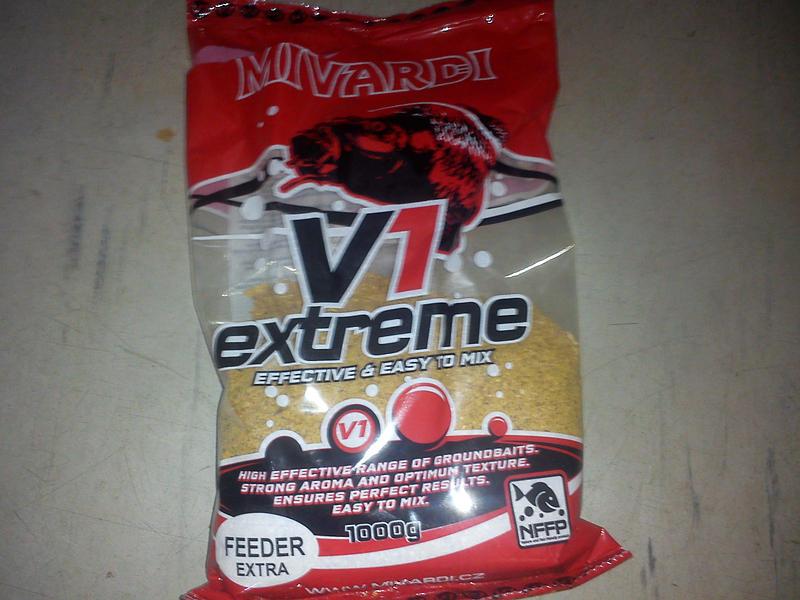 MIVARDI
V1
extreme
EFFECTIVE & EASY TO MIX
V1
HIGH EFFECTIVE RANGE OF GROUNDBAITS.
STRONG AROMA AND OPTIMUM TEXTURE.
ENSURES PERFECT RESULTS.
EASY TO MIX.
1000g
NFFP
FEEDER
EXTRA
WWW.MIVARDI.CZ